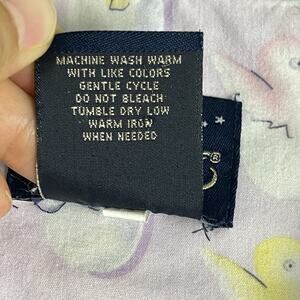 MACHINE WASH WARM
WITH LIKE COLORS
GENTLE CYCLE
DO NOT BLEACH
TUMBLE DRY LOW
WARM IRON
WHEN NEEDED
®